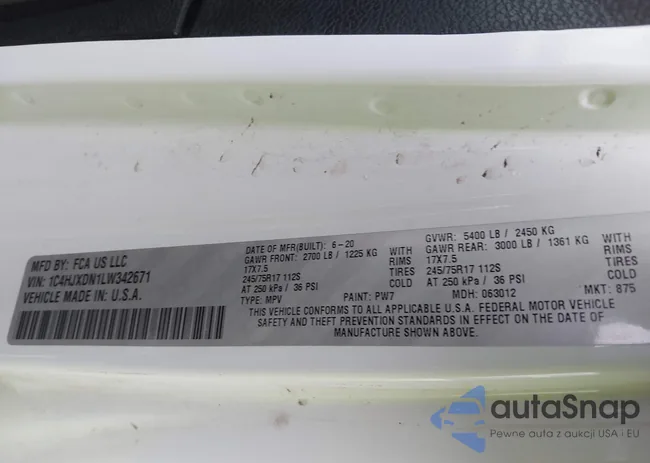 MFD BY: FCA US LLC
VIN: 1C4HJXDN1LW342671
VEHICLE MADE IN: U.S.A.
DATE OF MFR(BUILT): 6-20
GAWR FRONT: 2700 LB / 1225 KG WITH
17X7.5 RIMS
245/75R17 112S TIRES
AT 250 kPa / 36 PSI COLD
GVWR: 5400 LB / 2450 KG
GAWR REAR: 3000 LB / 1361 KG WITH
17X7.5 RIMS
245/75R17 112S TIRES
AT 250 kPa / 36 PSI COLD
TYPE: MPV PAINT: PW7 MDH: 063012 MKT: 875
THIS VEHICLE CONFORMS TO ALL APPLICABLE U.S.A. FEDERAL MOTOR VEHICLE
SAFETY AND THEFT PREVENTION STANDARDS IN EFFECT ON THE DATE OF
MANUFACTURE SHOWN ABOVE.
autaSnap
Pewne auta z aukcji USA i EU